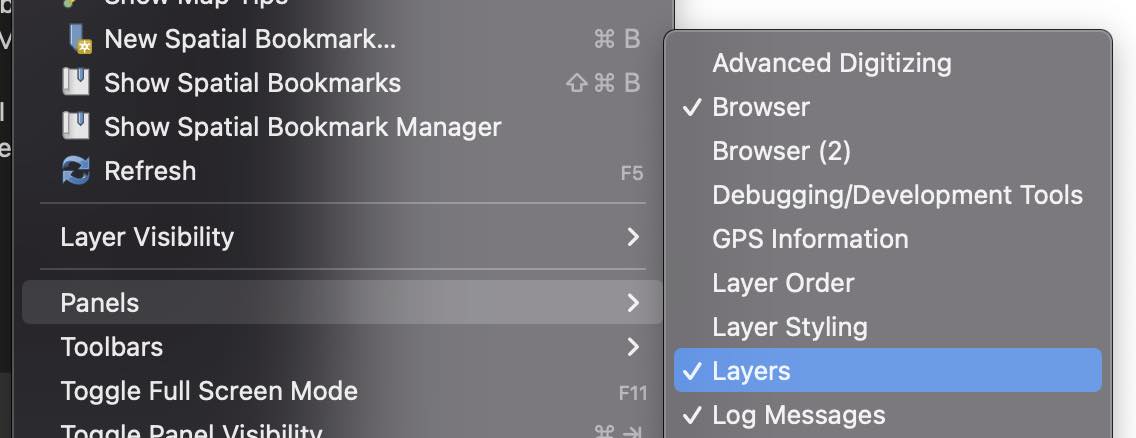 Show Map Tips
New Spatial Bookmark... ⌘ B
Show Spatial Bookmarks ⇧ ⌘ B
Show Spatial Bookmark Manager
Refresh F5
Layer Visibility
Panels
Toolbars
Toggle Full Screen Mode F11
Toggle Panel Visibility ⌘ ⇥
Advanced Digitizing
✓ Browser
Browser (2)
Debugging/Development Tools
GPS Information
Layer Order
Layer Styling
✓ Layers
✓ Log Messages